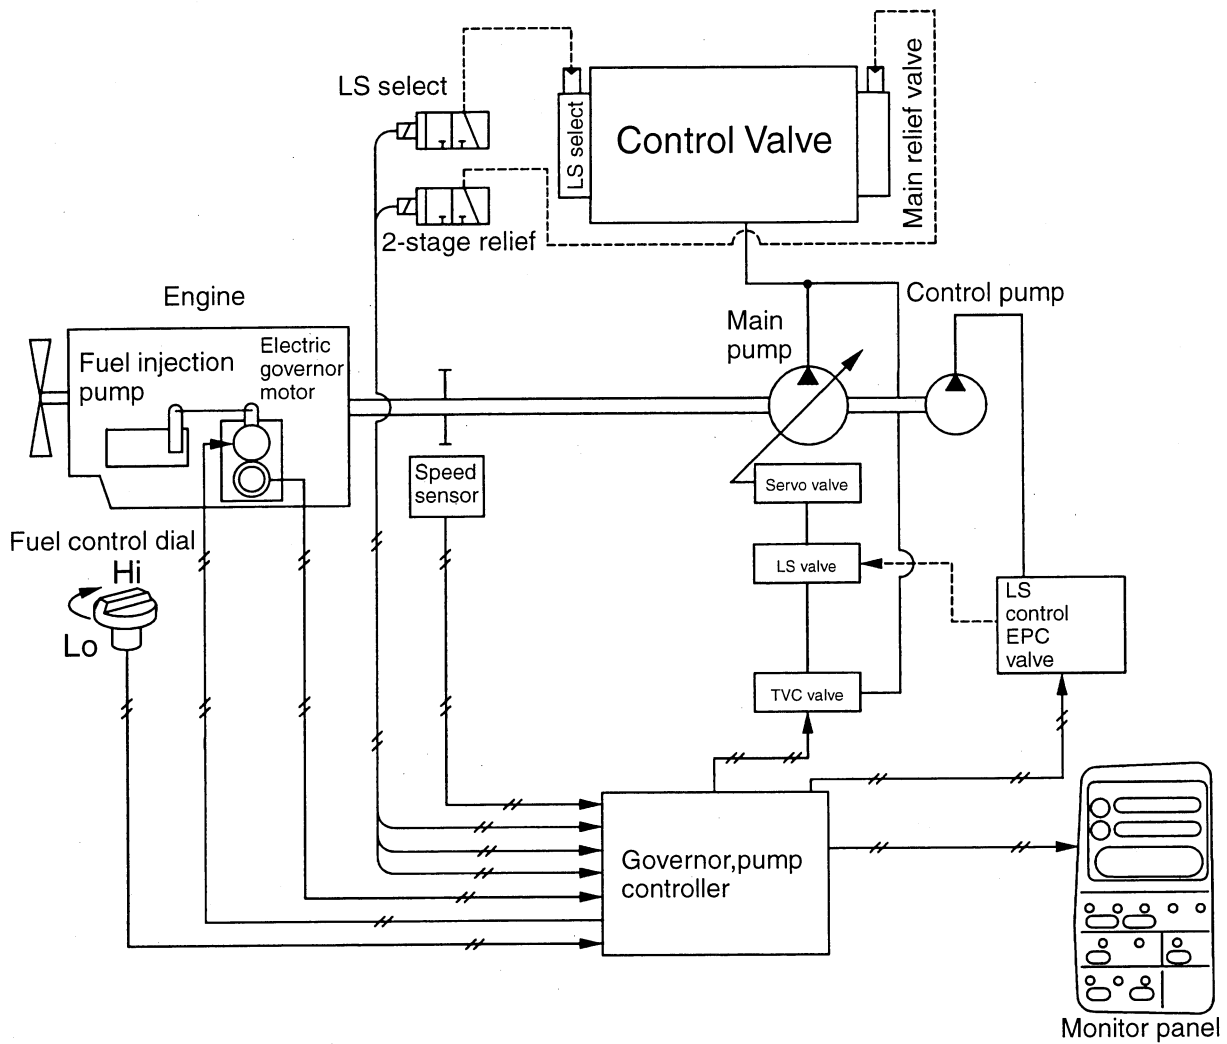 LS select
LS select
Control Valve
Main relief valve
2-stage relief
Engine
Control pump
Main
pump
Fuel injection
pump
Electric
governor
motor
Speed
sensor
Servo valve
Fuel control dial
Hi
Lo
LS valve
LS
control
EPC
valve
TVC valve
Governor,pump
controller
Monitor panel